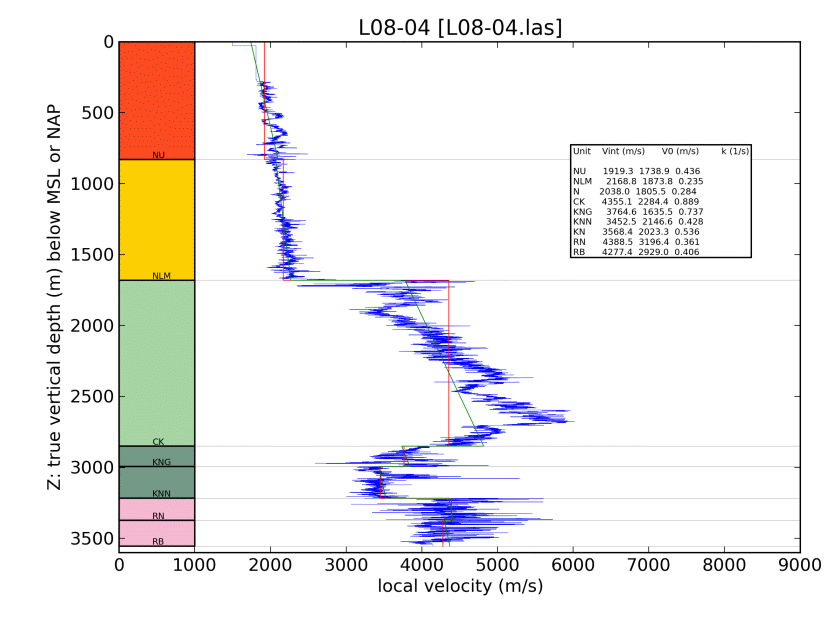 L08-04 [L08-04.las]
Z: true vertical depth (m) below MSL or NAP
0
500
1000
1500
2000
2500
3000
3500
NU
NLM
CK
KNG
KNN
RN
RB
Unit Vint (m/s) V0 (m/s) k (1/s)
NU 1919.3 1738.9 0.436
NLM 2168.8 1873.8 0.235
N 2038.0 1805.5 0.284
CK 4355.1 2284.4 0.889
KNG 3764.6 1635.5 0.737
KNN 3452.5 2146.6 0.428
KN 3568.4 2023.3 0.536
RN 4388.5 3196.4 0.361
RB 4277.4 2929.0 0.406
0 1000 2000 3000 4000 5000 6000 7000 8000 9000
local velocity (m/s)